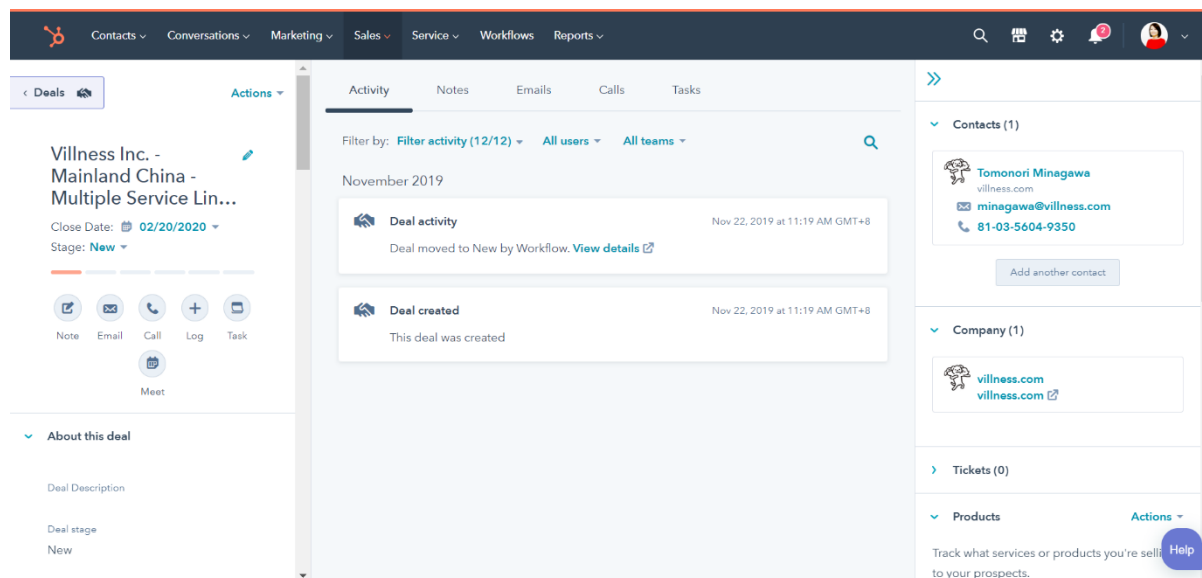 Contacts
Conversations
Marketing
Sales
Service
Workflows
Reports
2
Deals
Actions
Villness Inc. -
Mainland China -
Multiple Service Lin...
Close Date: 02/20/2020
Stage: New
Note
Email
Call
Log
Task
Meet
About this deal
Deal Description
Deal stage
New
Activity
Notes
Emails
Calls
Tasks
Filter by: Filter activity (12/12) All users All teams
November 2019
Deal activity Nov 22, 2019 at 11:19 AM GMT+8
Deal moved to New by Workflow. View details
Deal created Nov 22, 2019 at 11:19 AM GMT+8
This deal was created
Contacts (1)
Tomonori Minagawa
villness.com
minagawa@villness.com
81-03-5604-9350
Add another contact
Company (1)
villness.com
villness.com
Tickets (0)
Products Actions
Track what services or products you're selli
to your prospects.
Help